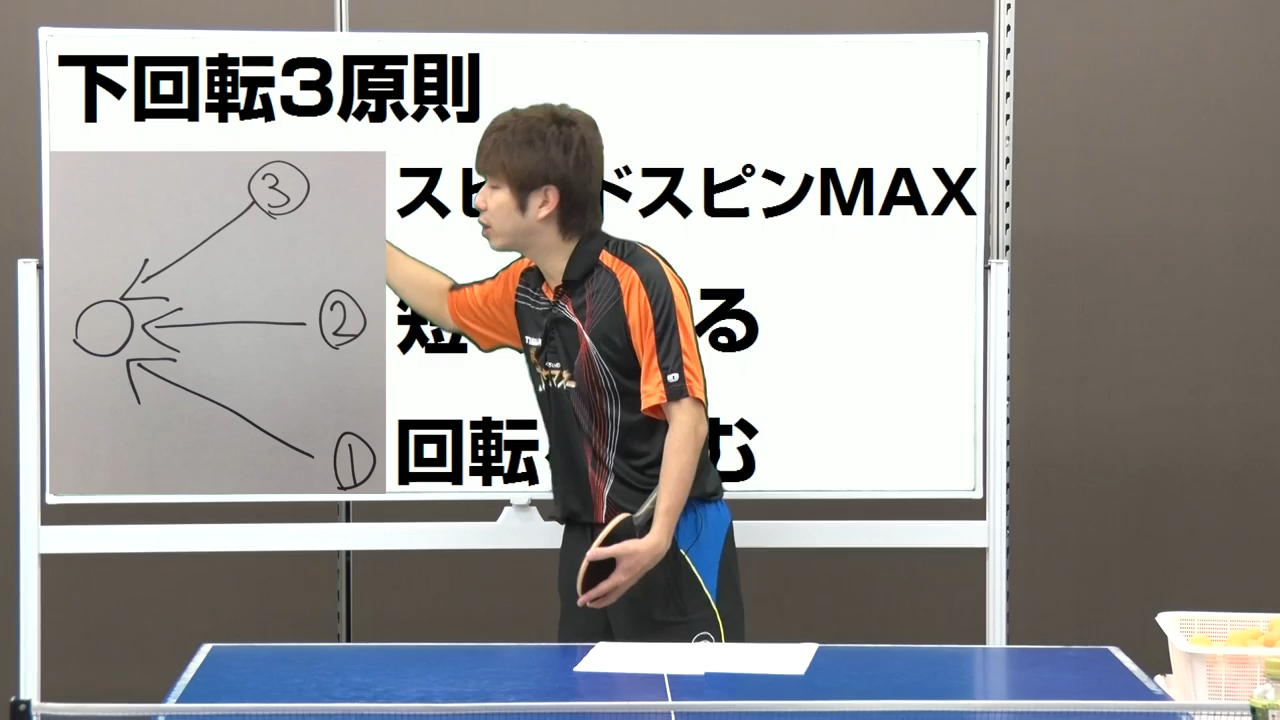 下回転3原則
③
スピ ドスピンMAX
②
短 る
回転 む
①